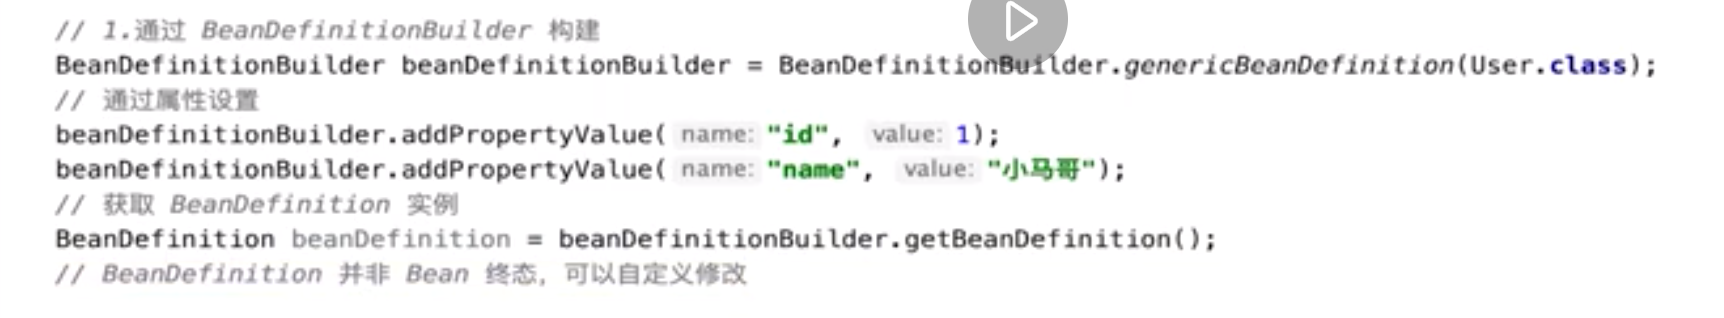 // 1.通过 BeanDefinitionBuilder 构建
BeanDefinitionBuilder beanDefinitionBuilder = BeanDefinitionBuilder.genericBeanDefinition(User.class);
// 通过属性设置
beanDefinitionBuilder.addPropertyValue( name: "id", value: 1);
beanDefinitionBuilder.addPropertyValue( name: "name", value: "小马哥");
// 获取 BeanDefinition 实例
BeanDefinition beanDefinition = beanDefinitionBuilder.getBeanDefinition();
// BeanDefinition 并非 Bean 终态，可以自定义修改